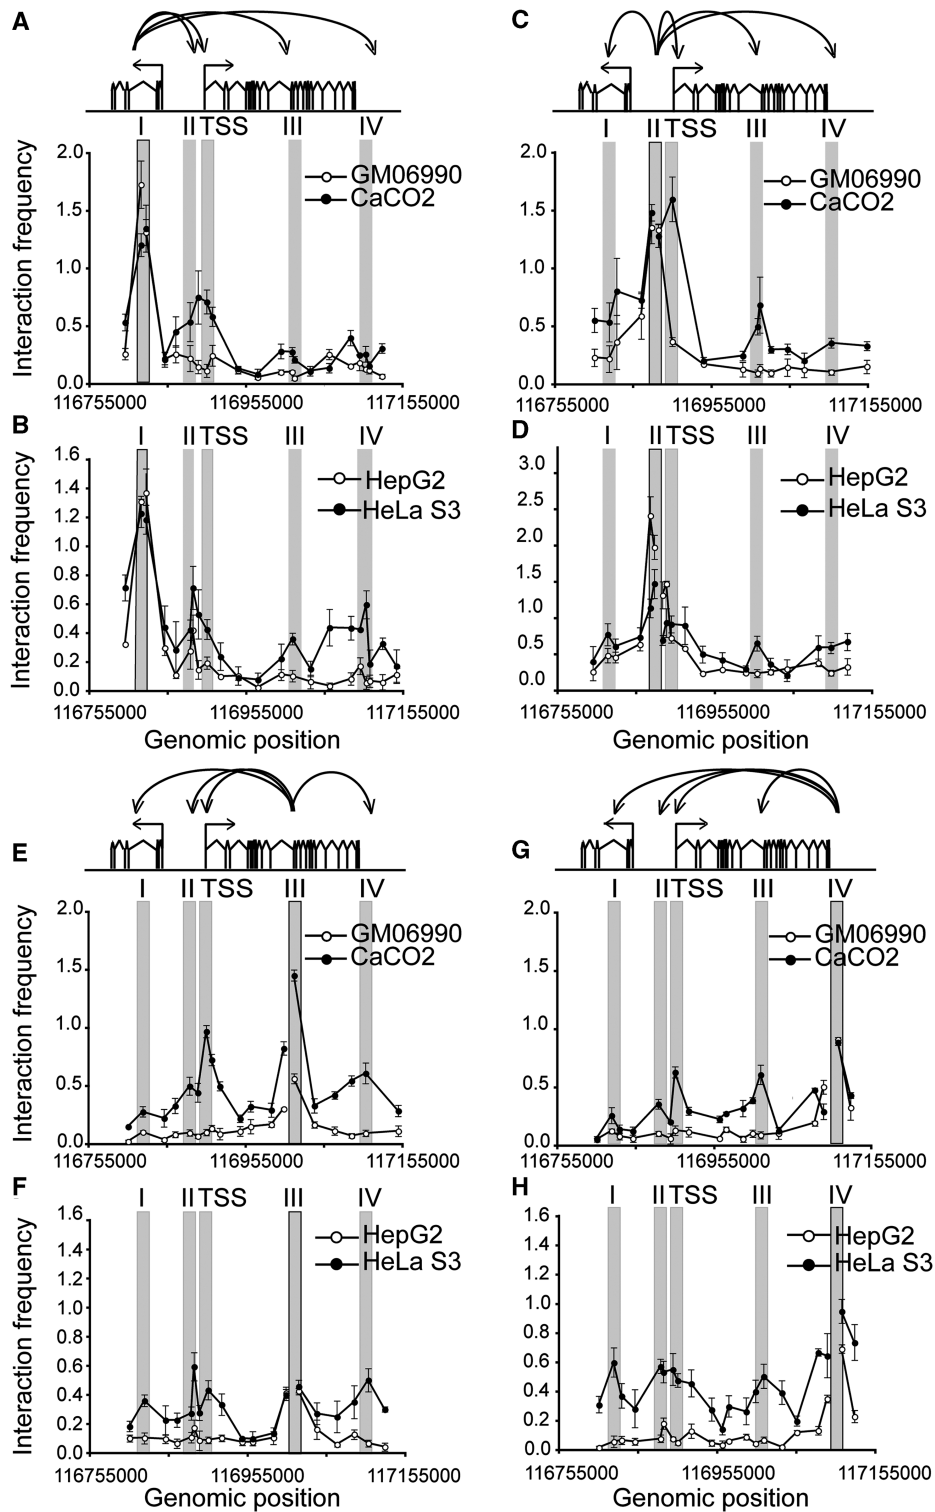 A
I II TSS III IV
2.0
1.5
1.0
0.5
0.0
Interaction frequency
GM06990
CaCO2
116755000 116955000 117155000
C
I II TSS III IV
2.0
1.5
1.0
0.5
0.0
GM06990
CaCO2
116755000 116955000 117155000
B
I II TSS III IV
1.6
1.4
1.2
1.0
0.8
0.6
0.4
0.2
0.0
Interaction frequency
HepG2
HeLa S3
116755000 116955000 117155000
Genomic position
D
I II TSS III IV
3.0
2.5
2.0
1.5
1.0
0.5
0.0
HepG2
HeLa S3
116755000 116955000 117155000
Genomic position
E
I II TSS III IV
2.0
1.5
1.0
0.5
0.0
Interaction frequency
GM06990
CaCO2
116755000 116955000 117155000
G
I II TSS III IV
2.0
1.5
1.0
0.5
0.0
GM06990
CaCO2
116755000 116955000 117155000
F
I II TSS III IV
1.6
1.4
1.2
1.0
0.8
0.6
0.4
0.2
0.0
Interaction frequency
HepG2
HeLa S3
116755000 116955000 117155000
Genomic position
H
I II TSS III IV
1.6
1.4
1.2
1.0
0.8
0.6
0.4
0.2
0.0
HepG2
HeLa S3
116755000 116955000 117155000
Genomic position